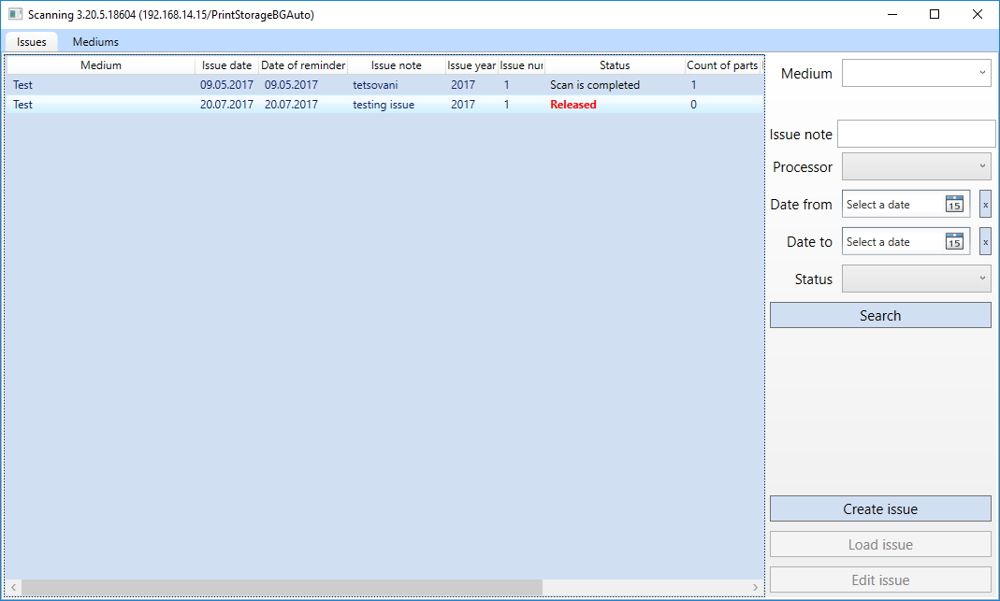 Scanning 3.20.5.18604 (192.168.14.15/PrintStorageBGAuto)
Issues Mediums
Medium Issue date Date of reminder Issue note Issue year Issue nur Status Count of parts
Test 09.05.2017 09.05.2017 tetsovani 2017 1 Scan is completed 1
Test 20.07.2017 20.07.2017 testing issue 2017 1 Released 0
Medium
Issue note
Processor
Date from Select a date 15 x
Date to Select a date 15 x
Status
Search
Create issue
Load issue
Edit issue